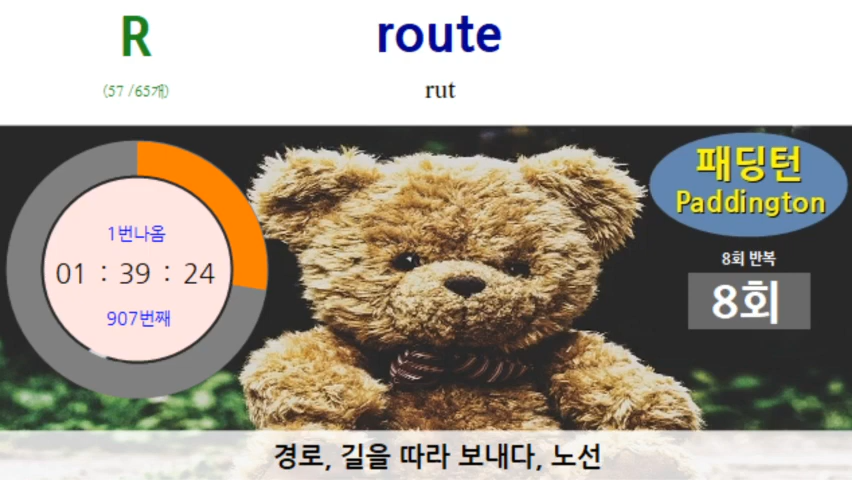 R
route
(57 /65개)
rut
패딩턴
Paddington
1번나옴
01 : 39 : 24
907번째
8회 반복
8회
경로, 길을 따라 보내다, 노선